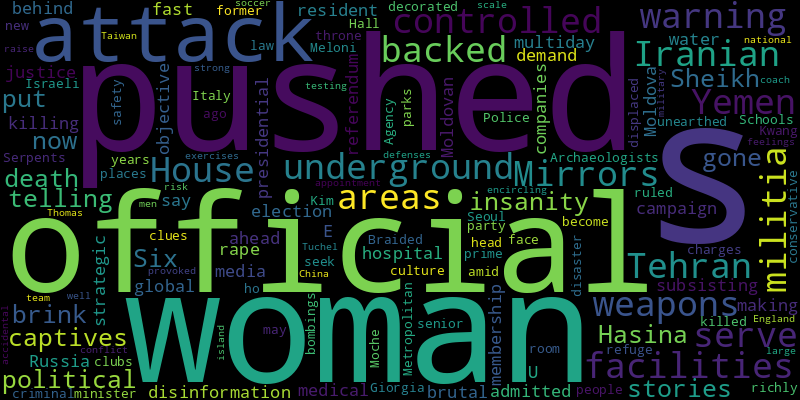 behind fast former soccer resident decorated scale
new Taiwan Hall throne controlled warning
attack law Meloni backed multiday water Iranian national
justice Israeli safety Italy objective presidential demand Sheikh
put pushed strong referendum Agency parks Police companies displaced Moldova military testing raise coach
killing now ago Moldovan unearthed Yemen Schools
Serpents exercises defenses Archaeologists Kwang
years House underground Mirrors S gone feelings
death places risk appointment encircling ruled
telling men say areas insanity campaign militia conservative
Thomas election Kim Seoul become
official clues ahead E Braided party head face charges
Six rape Tuchel seek hospital prime amid disaster Tehran
strategic provoked media China culture subsisting
global ho Woman Metropolitan membership senior
team well may bombings weapons making
brink island Moche room killed England
captives accidental conflict Hasina serve
Russia clubs Giorgia U refuge large
political medical brutal admitted people facilities
criminal minister disinformation stories richly